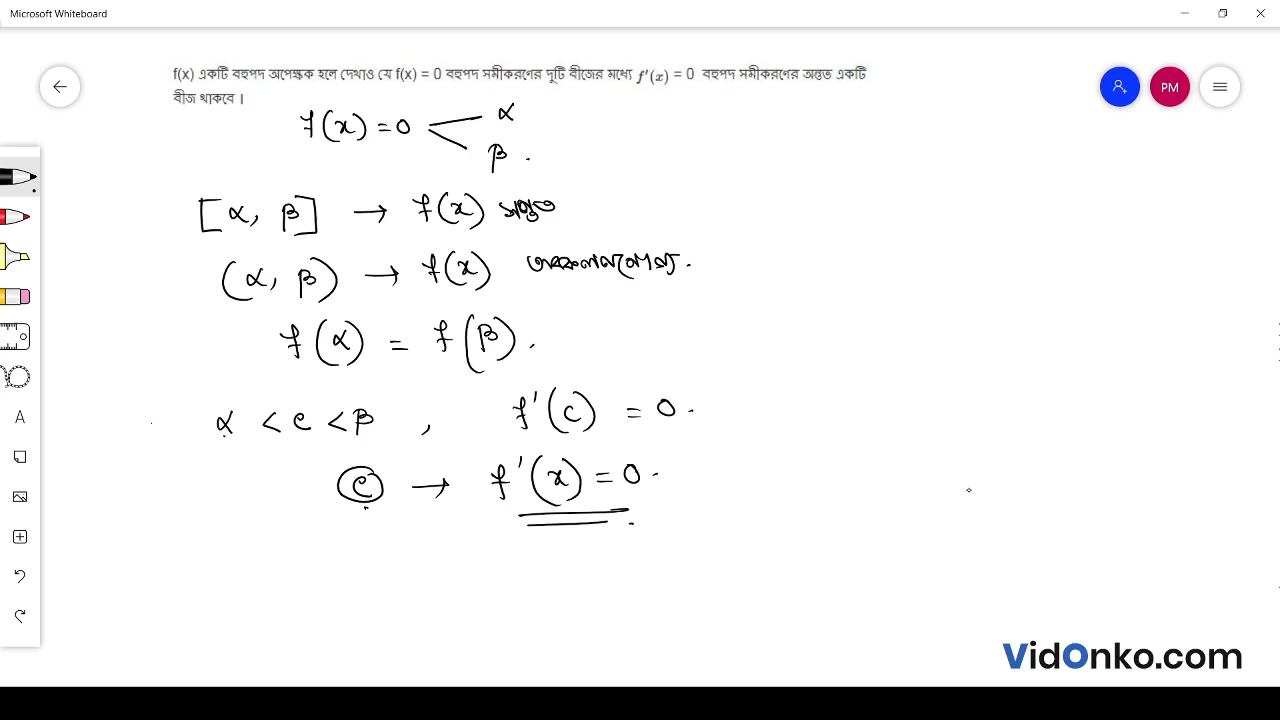 Microsoft Whiteboard
f(x) একটি বহুপদ অপেক্ষক হলে দেখাও যে f(x) = 0 বহুপদ সমীকরণের দুটি বীজের মধ্যে f′(x) = 0 বহুপদ সমীকরণের অন্তত একটি
বীজ থাকবে ।
PM
f(x) = 0
α
β .
[α, β] → f(x) সন্তত
(α, β) → f(x) অবকলনযোগ্য .
f(α) = f(β) .
α < c < β , f′(c) = 0 .
c → f′(x) = 0 .
A
VidOnko.com